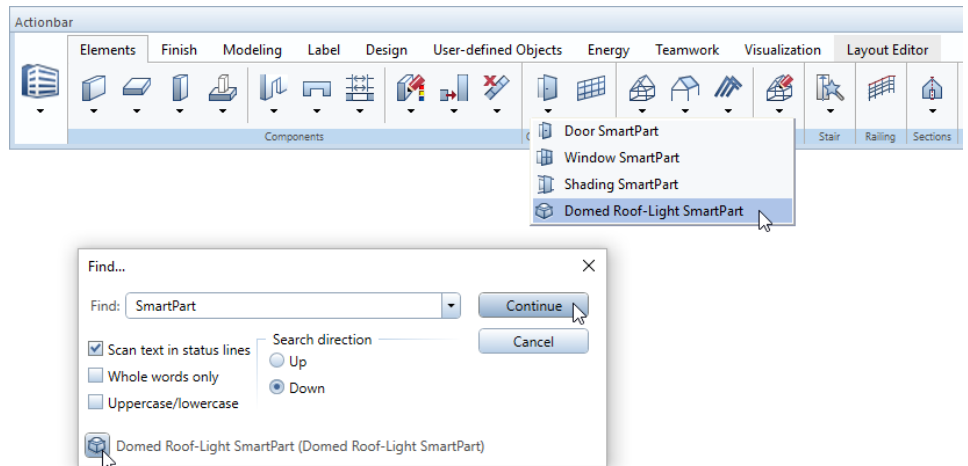 Actionbar
Elements Finish Modeling Label Design User-defined Objects Energy Teamwork Visualization Layout Editor
Components Stair Railing Sections
Door SmartPart
Window SmartPart
Shading SmartPart
Domed Roof-Light SmartPart
Find...
Find: SmartPart Continue
Cancel
Scan text in status lines
Whole words only
Uppercase/lowercase
Search direction
Up
Down
Domed Roof-Light SmartPart (Domed Roof-Light SmartPart)